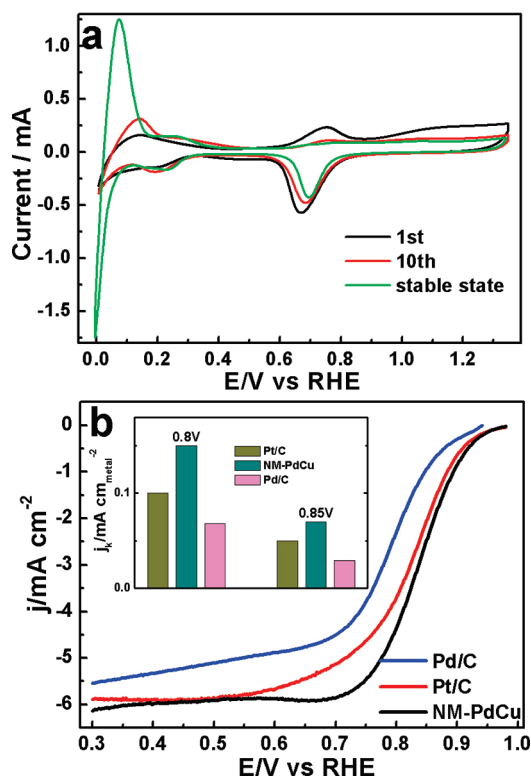 a
Current / mA
1.0
0.5
0.0
-0.5
-1.0
-1.5
1st
10th
stable state
0.0 0.2 0.4 0.6 0.8 1.0 1.2
E/V vs RHE
b
j/mA cm⁻²
0
-1
-2
-3
-4
-5
-6
jₖ/mA cm_metal⁻²
0.1
0.0
0.8V
0.85V
Pt/C
NM-PdCu
Pd/C
Pd/C
Pt/C
NM-PdCu
0.3 0.4 0.5 0.6 0.7 0.8 0.9 1.0
E/V vs RHE